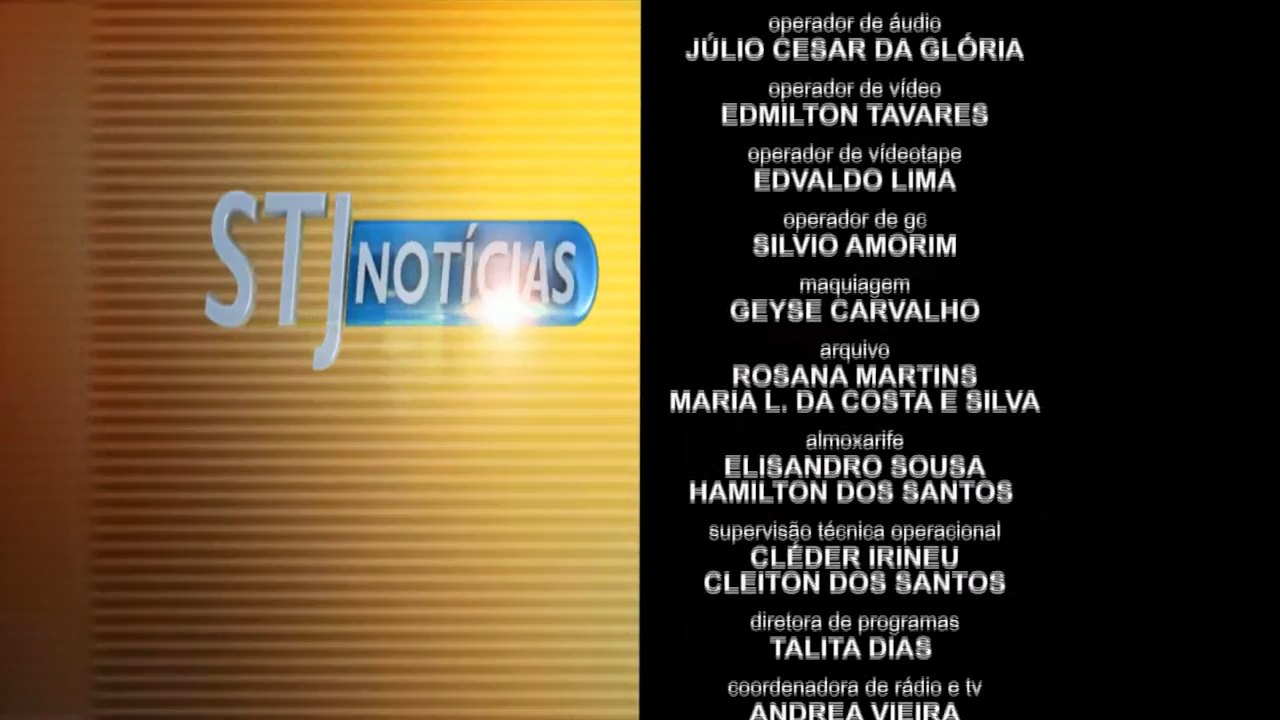 STJ NOTÍCIAS
operador de áudio
JÚLIO CESAR DA GLÓRIA
operador de vídeo
EDMILTON TAVARES
operador de vídeotape
EDVALDO LIMA
operador de gc
SILVIO AMORIM
maquiagem
GEYSE CARVALHO
arquivo
ROSANA MARTINS
MARIA L. DA COSTA E SILVA
almoxarife
ELISANDRO SOUSA
HAMILTON DOS SANTOS
supervisão técnica operacional
CLÉDER IRINEU
CLEITON DOS SANTOS
diretora de programas
TALITA DIAS
coordenadora de rádio e tv
ANDREA VIEIRA